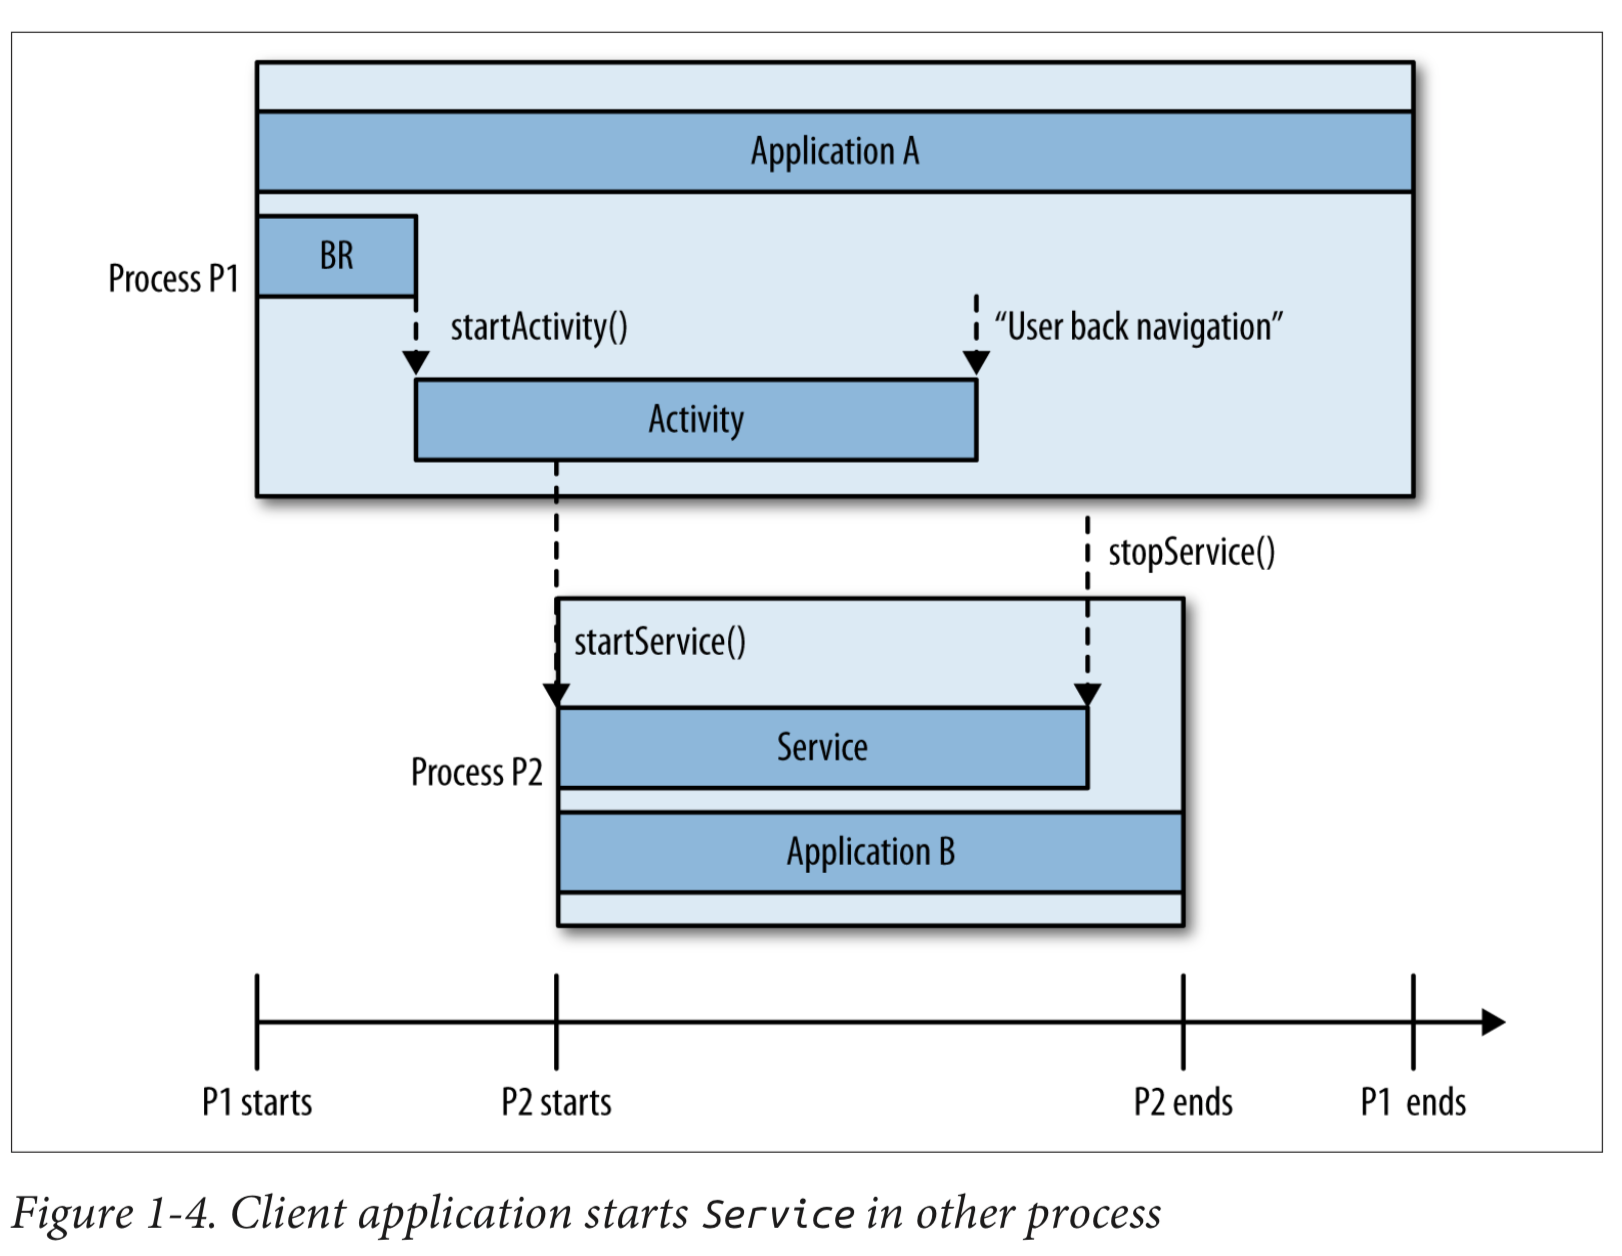 Application A
BR
Process P1
startActivity()
“User back navigation”
Activity
stopService()
startService()
Service
Process P2
Application B
P1 starts
P2 starts
P2 ends
P1 ends
Figure 1-4. Client application starts Service in other process